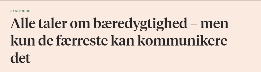 Alle taler om bæredygtighed – men
kun de færreste kan kommunikere
det